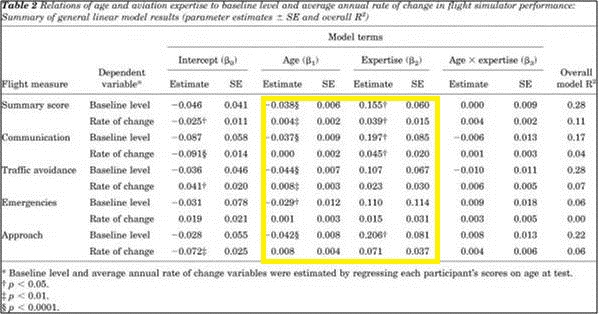 Table 2 Relations of age and aviation expertise to baseline level and average annual rate of change in flight simulator performance:
Summary of general linear model results (parameter estimates ± SE and overall R²)
Model terms
Intercept (β₀) Age (β₁) Expertise (β₂) Age × expertise (β₃)
Flight measure Dependent variable* Estimate SE Estimate SE Estimate SE Estimate SE Overall model R²
Summary score Baseline level −0.046 0.041 −0.038§ 0.006 0.155† 0.060 0.000 0.009 0.28
Rate of change −0.025† 0.011 0.004‡ 0.002 0.039† 0.015 0.004 0.002 0.11
Communication Baseline level −0.087 0.058 −0.037§ 0.009 0.197† 0.085 −0.006 0.013 0.17
Rate of change −0.091§ 0.014 0.000 0.002 0.045† 0.020 0.001 0.003 0.04
Traffic avoidance Baseline level −0.036 0.046 −0.044§ 0.007 0.107 0.067 −0.010 0.011 0.28
Rate of change 0.041† 0.020 0.008‡ 0.003 0.023 0.030 0.006 0.005 0.07
Emergencies Baseline level −0.031 0.078 −0.029† 0.012 0.110 0.114 0.009 0.018 0.06
Rate of change 0.019 0.021 0.001 0.003 0.015 0.031 0.003 0.005 0.00
Approach Baseline level −0.028 0.055 −0.042§ 0.008 0.206† 0.081 0.008 0.013 0.22
Rate of change −0.072‡ 0.025 0.008 0.004 0.071 0.037 0.004 0.006 0.06
* Baseline level and average annual rate of change variables were estimated by regressing each participant's scores on age at test.
† p < 0.05.
‡ p < 0.01.
§ p < 0.0001.